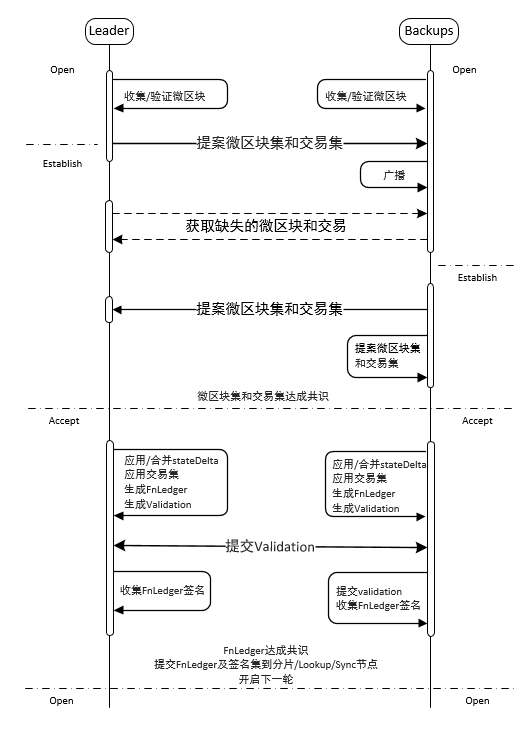 Leader
Backups
Open
Open
收集/验证微区块
收集/验证微区块
提案微区块集和交易集
Establish
广播
获取缺失的微区块和交易
Establish
提案微区块集和交易集
提案微区块集
和交易集
微区块集和交易集达成共识
Accept
Accept
应用/合并stateDelta
应用交易集
生成FnLedger
生成Validation
应用/合并stateDelta
应用交易集
生成FnLedger
生成Validation
提交Validation
收集FnLedger签名
提交validation
收集FnLedger签名
FnLedger达成共识
提交FnLedger及签名集到分片/Lookup/Sync节点
开启下一轮
Open
Open